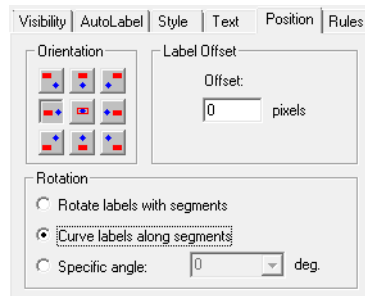 Visibility AutoLabel Style Text Position Rules
Orientation Label Offset
Offset:
0 pixels
Rotation
Rotate labels with segments
Curve labels along segments
Specific angle: 0 deg.